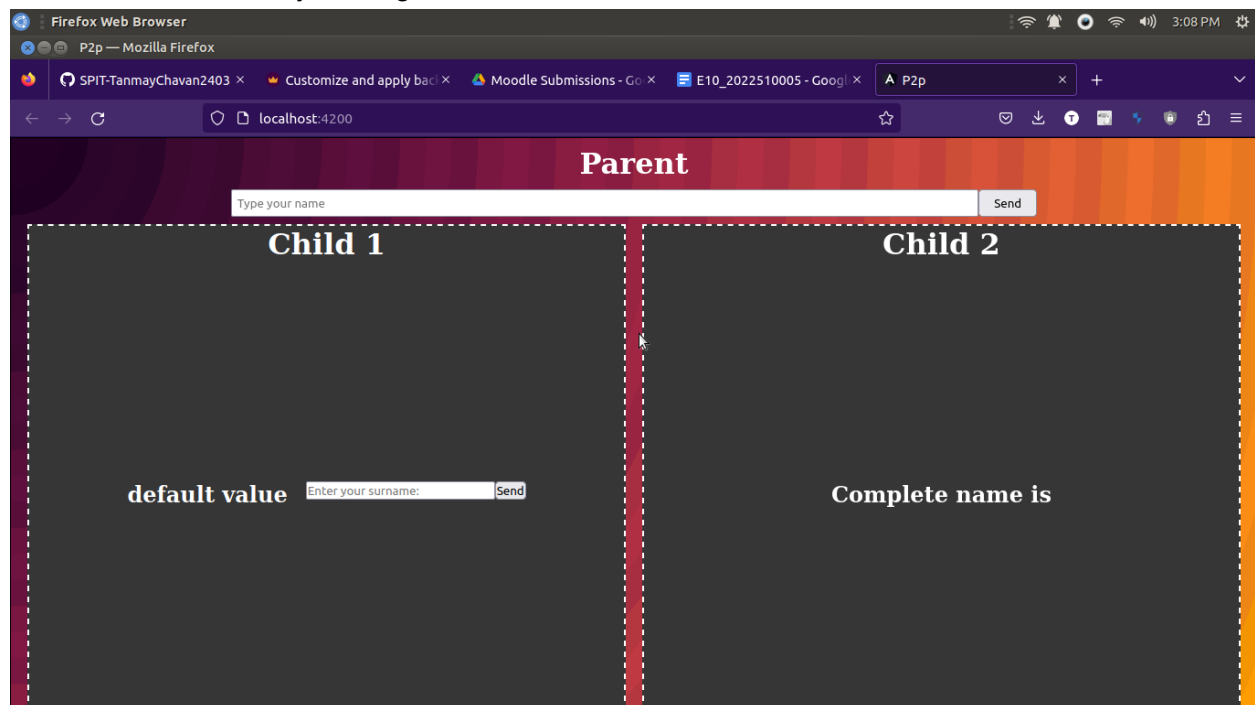 Firefox Web Browser
3:08 PM
P2p — Mozilla Firefox
SPIT-TanmayChavan2403
Customize and apply bac
Moodle Submissions - Go
E10_2022510005 - Googl
P2p
localhost:4200
Parent
Type your name
Send
Child 1
Child 2
default value
Enter your surname:
Send
Complete name is